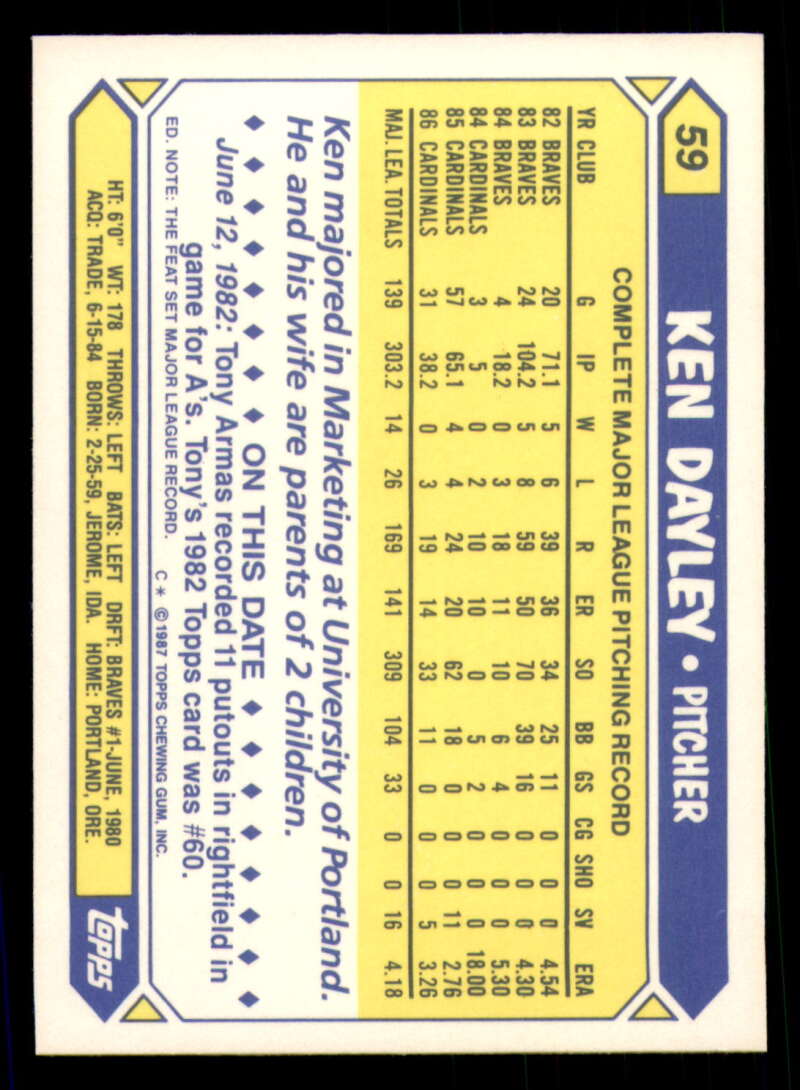 59
KEN DAYLEY • PITCHER
COMPLETE MAJOR LEAGUE PITCHING RECORD
YR CLUB G IP W L R ER SO BB GS CG SHO SV ERA
82 BRAVES 20 71.1 5 6 39 36 34 25 11 0 0 0 4.54
83 BRAVES 24 104.2 5 8 59 50 70 39 16 0 0 0 4.30
84 BRAVES 4 18.2 0 3 18 11 10 6 4 0 0 0 5.30
84 CARDINALS 3 5 0 2 10 10 0 5 2 0 0 0 18.00
85 CARDINALS 57 65.1 4 4 24 20 62 18 0 0 0 11 2.76
86 CARDINALS 31 38.2 0 3 19 14 33 11 0 0 0 5 3.26
MAJ. LEA. TOTALS 139 303.2 14 26 169 141 309 104 33 0 0 16 4.18
Ken majored in Marketing at University of Portland.
He and his wife are parents of 2 children.
◆ ◆ ◆ ◆ ◆ ◆ ◆ ON THIS DATE ◆ ◆ ◆ ◆ ◆ ◆ ◆ ◆
June 12, 1982: Tony Armas recorded 11 putouts in rightfield in
game for A's. Tony's 1982 Topps card was #60.
ED. NOTE: THE FEAT SET MAJOR LEAGUE RECORD. C * © 1987 TOPPS CHEWING GUM, INC.
HT: 6'0" WT: 178 THROWS: LEFT BATS: LEFT DRFT: BRAVES #1-JUNE, 1980
ACQ: TRADE, 6-15-84 BORN: 2-25-59, JEROME, IDA. HOME: PORTLAND, ORE.
topps